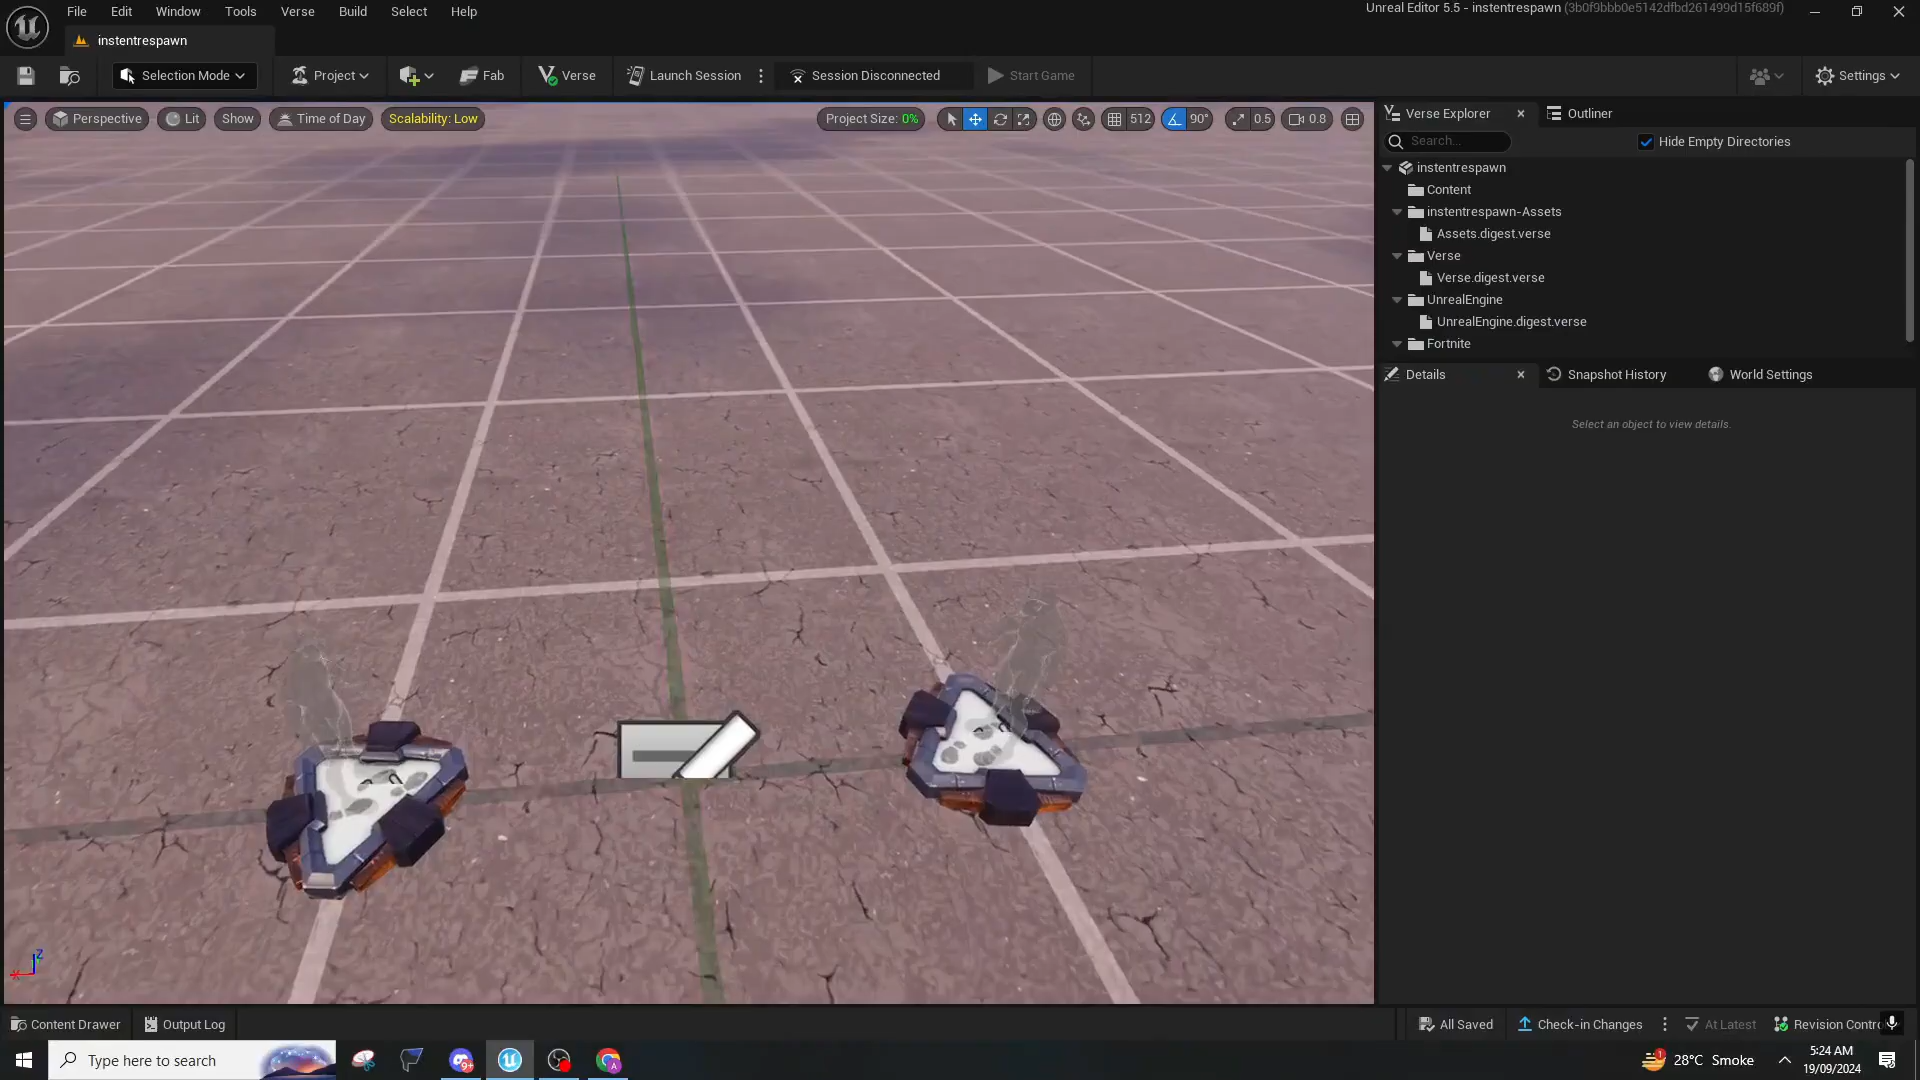 File Edit Window Tools Verse Build Select Help
Unreal Editor 5.5 - instentrespawn (3b0f9bbb0e5142dfbd261499d15f689f)
instentrespawn
Selection Mode Project Fab Verse Launch Session Session Disconnected Start Game Settings
Perspective Lit Show Time of Day Scalability: Low Project Size: 0% 512 90° 0.5 0.8
Verse Explorer Outliner
Search... Hide Empty Directories
instentrespawn
Content
instentrespawn-Assets
Assets.digest.verse
Verse
Verse.digest.verse
UnrealEngine
UnrealEngine.digest.verse
Fortnite
Details Snapshot History World Settings
Select an object to view details.
Z
X
Content Drawer Output Log All Saved Check-in Changes At Latest Revision Contro
Type here to search 9+ 1 28°C Smoke 5:24 AM
19/09/2024